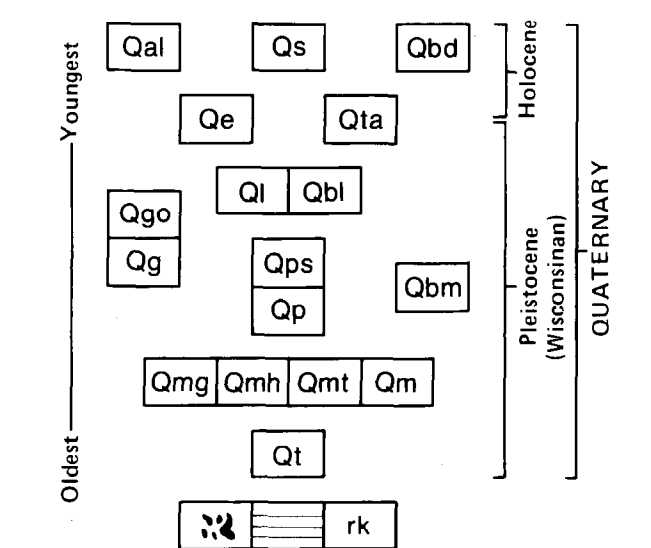 Qal Qs Qbd
Qe Qta
Ql Qbl
Qgo
Qg
Qps
Qp
Qbm
Qmg Qmh Qmt Qm
Qt
rk
Youngest
Oldest
Holocene
Pleistocene
(Wisconsinan)
QUATERNARY